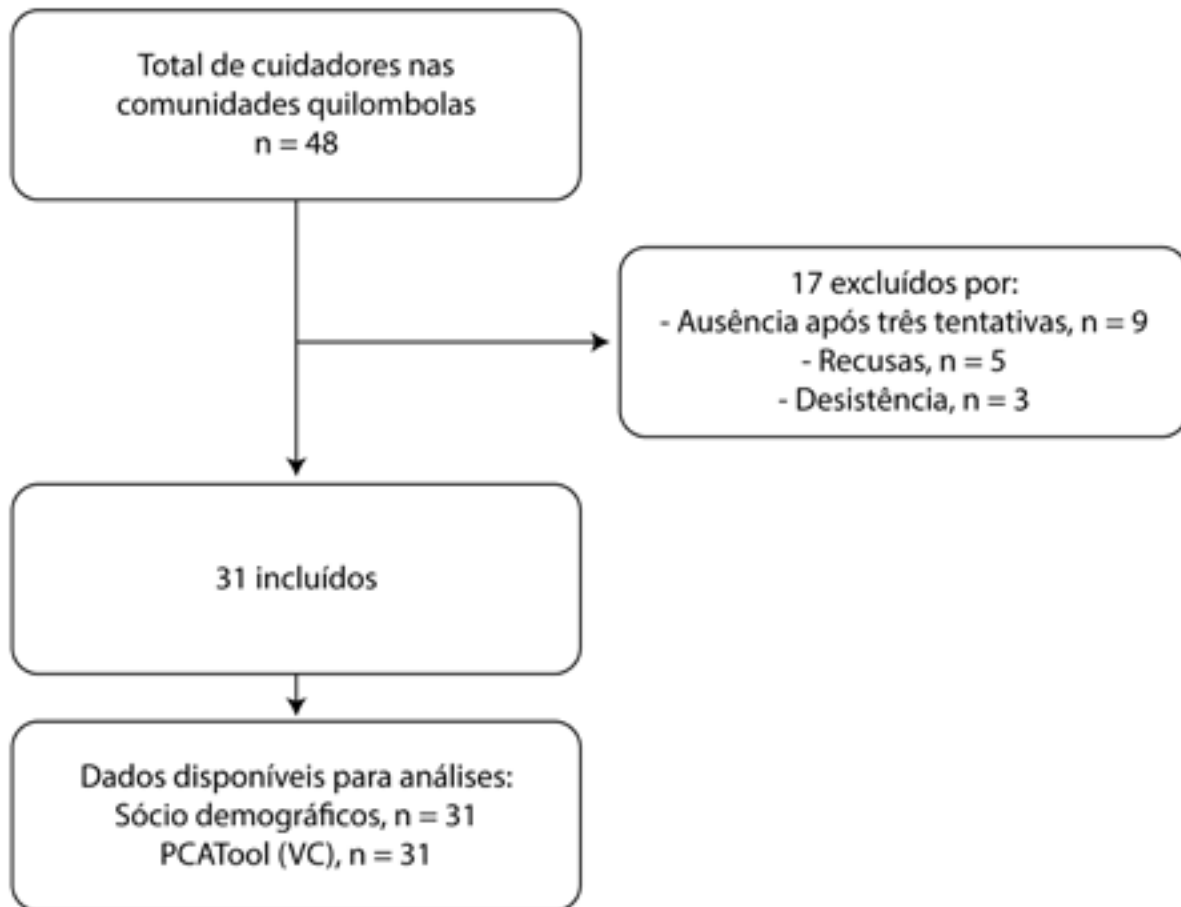 Total de cuidadores nas
comunidades quilombolas
n = 48
17 excluídos por:
- Ausência após três tentativas, n = 9
- Recusas, n = 5
- Desistência, n = 3
31 incluídos
Dados disponíveis para análises:
Sócio demográficos, n = 31
PCATool (VC), n = 31